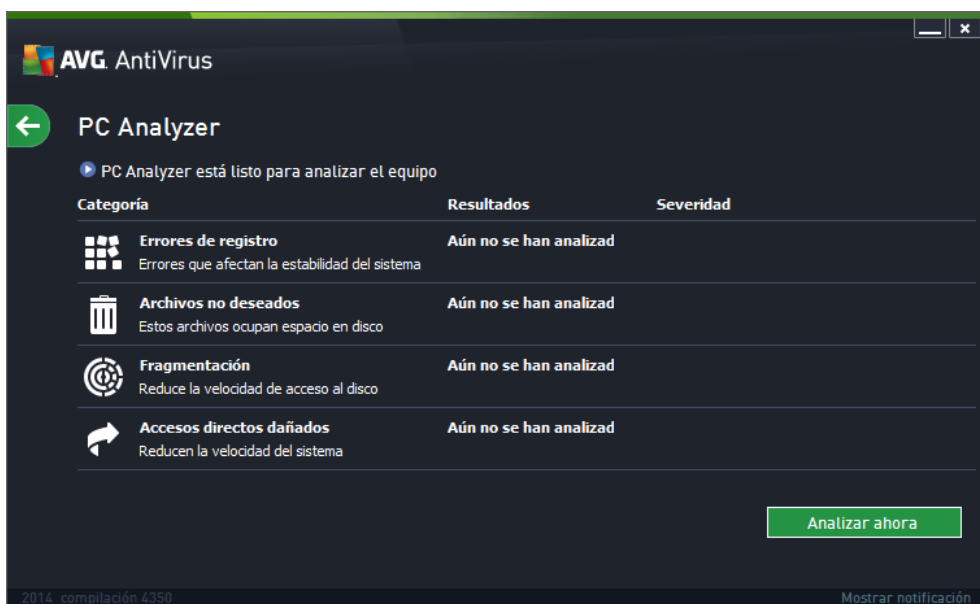 AVG. AntiVirus
PC Analyzer
PC Analyzer está listo para analizar el equipo
Categoría Resultados Severidad
Errores de registro Aún no se han analizad
Errores que afectan la estabilidad del sistema
Archivos no deseados Aún no se han analizad
Estos archivos ocupan espacio en disco
Fragmentación Aún no se han analizad
Reduce la velocidad de acceso al disco
Accesos directos dañados Aún no se han analizad
Reducen la velocidad del sistema
Analizar ahora
2014 compilación 4350 Mostrar notificación